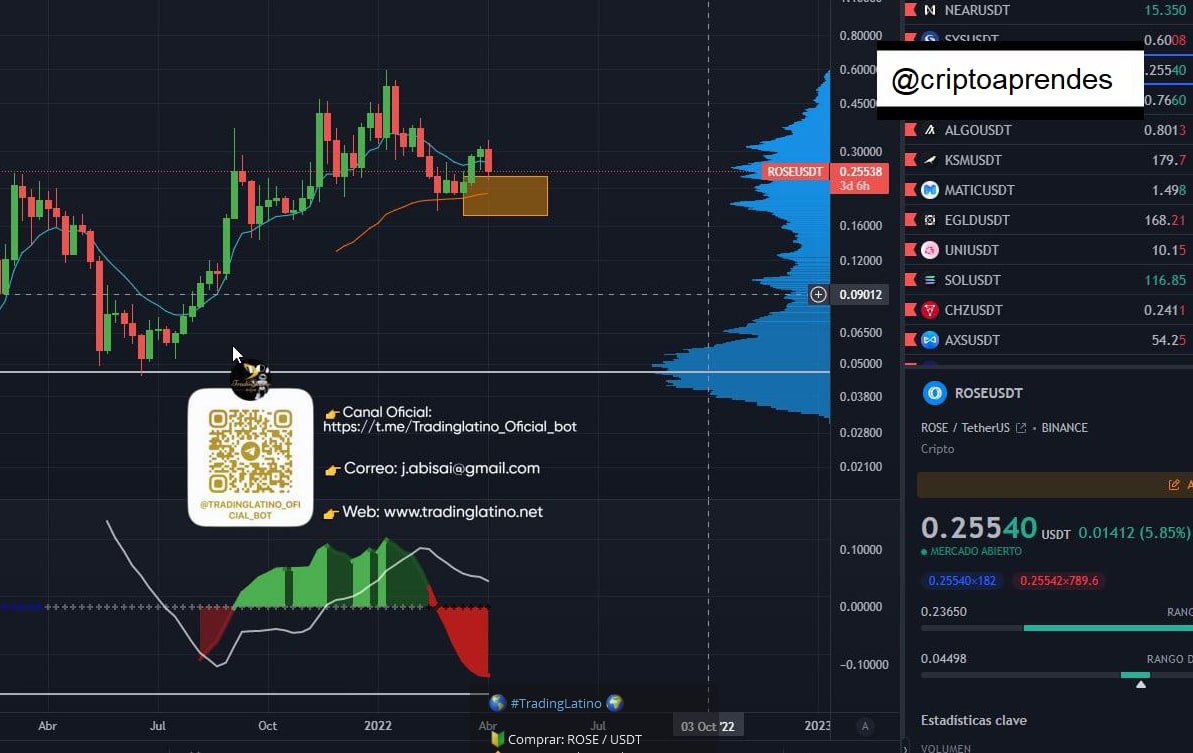 NEARUSDT 15.350
SYSUSDT 0.6008
@criptoaprendes
.25540
0.7660
ALGOUSDT 0.8013
KSMUSDT 179.7
MATICUSDT 1.498
EGLDUSDT 168.21
UNIUSDT 10.15
SOLUSDT 116.85
CHZUSDT 0.2411
AXSUSDT 54.25
0.80000
0.60000
0.45000
0.30000
ROSEUSDT 0.25538
3d 6h
0.16000
0.12000
0.09012
0.06500
0.05000
0.03800
0.02800
0.02100
0.10000
0.00000
-0.10000
Canal Oficial:
https://t.me/Tradinglatino_Oficial_bot
Correo: j.abisai@gmail.com
Web: www.tradinglatino.net
@TRADINGLATINO_OFI
CIAL_BOT
ROSEUSDT
ROSE / TetherUS • BINANCE
Cripto
A
0.25540 USDT 0.01412 (5.85%)
MERCADO ABIERTO
0.25540×182 0.25542×789.6
0.23650 RANG
0.04498 RANGO D
Estadísticas clave
VOLUMEN
Abr Jul Oct 2022 Abr Jul 03 Oct '22 2023 A
#TradingLatino
Comprar: ROSE / USDT